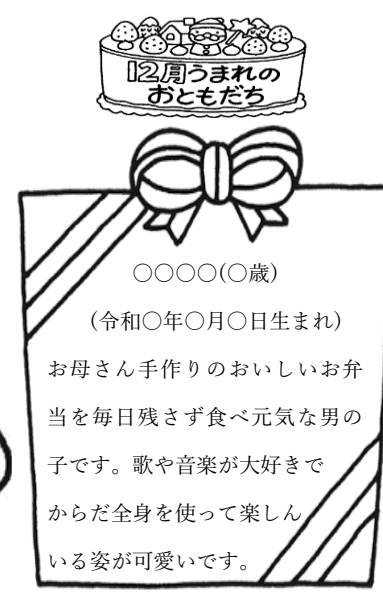 12月うまれの
おともだち
○○○○(○歳)
(令和○年○月○日生まれ)
お母さん手作りのおいしいお弁
当を毎日残さず食べ元気な男の
子です。歌や音楽が大好きで
からだ全身を使って楽しん
いる姿が可愛いです。